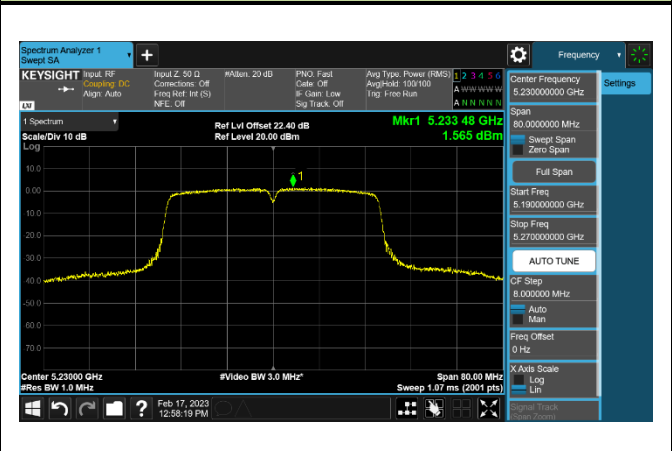 Spectrum Analyzer 1
Swept SA
+
Frequency
KEYSIGHT
Input: RF
Coupling: DC
Align: Auto
Input Z: 50 Ω
Corrections: Off
Freq Ref: Int (S)
NFE: Off
#Atten: 20 dB
PNO: Fast
Gate: Off
IF Gain: Low
Sig Track: Off
Avg Type: Power (RMS)
Avg|Hold: 100/100
Trig: Free Run
1 2 3 4 5 6
A W W W W W
A N N N N N
LXI
1 Spectrum
Scale/Div 10 dB
Log
Ref Lvl Offset 22.40 dB
Ref Level 20.00 dBm
Mkr1 5.233 48 GHz
1.565 dBm
1
10.0
0.00
-10.0
-20.0
-30.0
-40.0
-50.0
-60.0
-70.0
Center 5.23000 GHz
#Res BW 1.0 MHz
#Video BW 3.0 MHz*
Span 80.00 MHz
Sweep 1.07 ms (2001 pts)
Center Frequency
5.230000000 GHz
Settings
Span
80.0000000 MHz
Swept Span
Zero Span
Full Span
Start Freq
5.190000000 GHz
Stop Freq
5.270000000 GHz
AUTO TUNE
CF Step
8.000000 MHz
Auto
Man
Freq Offset
0 Hz
X Axis Scale
Log
Lin
Signal Track
(Span Zoom)
?
Feb 17, 2023
12:58:19 PM